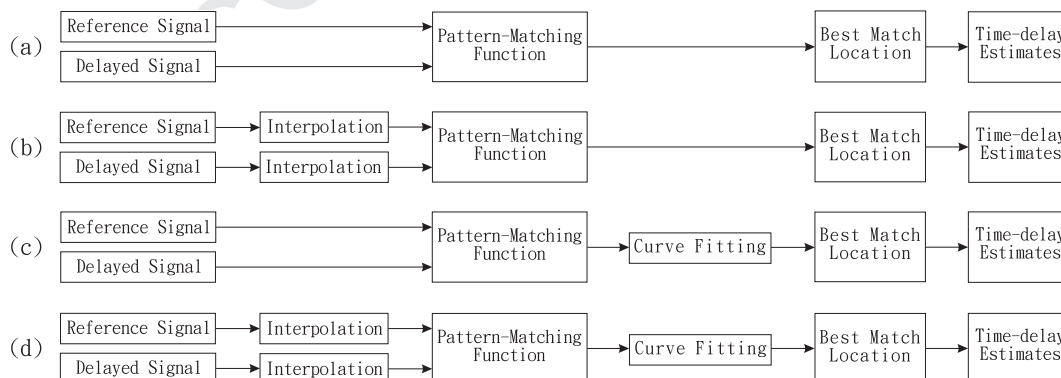 (a)
Reference Signal
Delayed Signal
Pattern-Matching
Function
Best Match
Location
Time-delay
Estimates
(b)
Reference Signal
Interpolation
Delayed Signal
Interpolation
Pattern-Matching
Function
Best Match
Location
Time-delay
Estimates
(c)
Reference Signal
Delayed Signal
Pattern-Matching
Function
Curve Fitting
Best Match
Location
Time-delay
Estimates
(d)
Reference Signal
Interpolation
Delayed Signal
Interpolation
Pattern-Matching
Function
Curve Fitting
Best Match
Location
Time-delay
Estimates